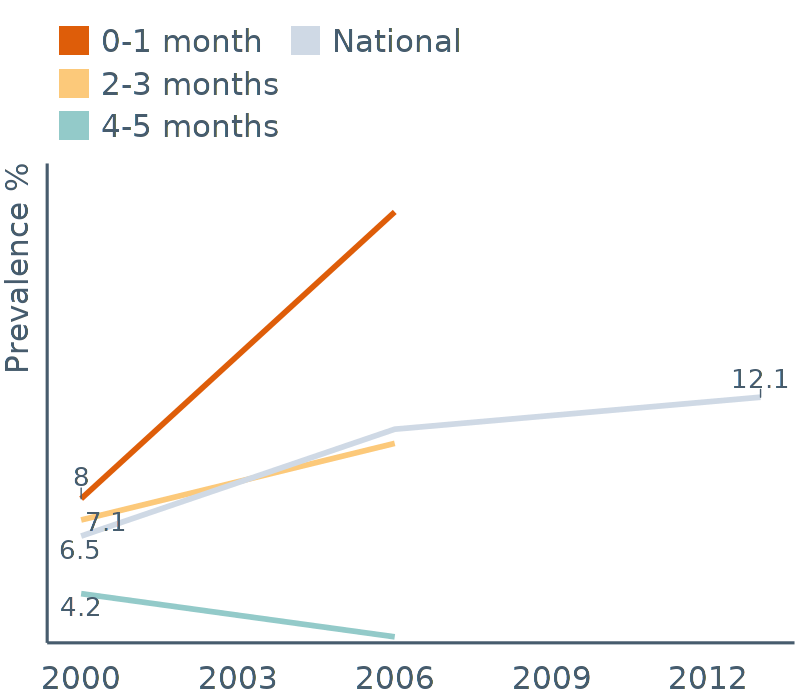 0-1 month
National
2-3 months
4-5 months
Prevalence %
12.1
8
7.1
6.5
4.2
2000 2003 2006 2009 2012